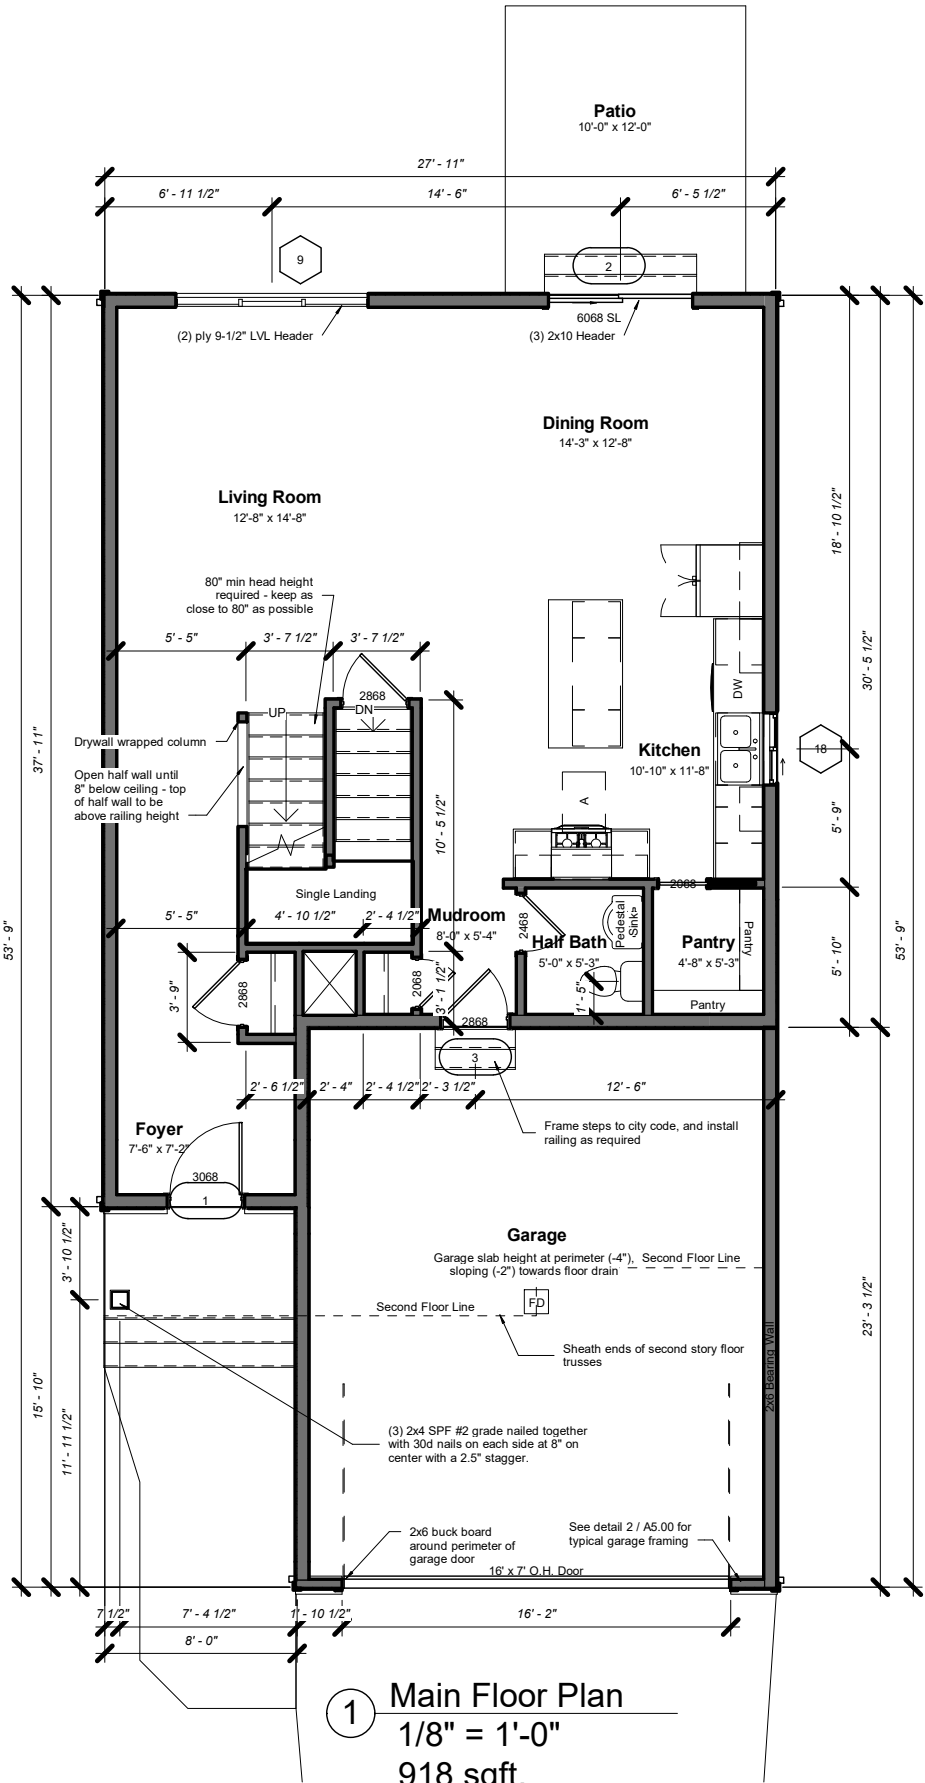 Patio
10'-0" x 12'-0"
27' - 11"
6' - 11 1/2"
14' - 6"
6' - 5 1/2"
9
2
6068 SL
(2) ply 9-1/2" LVL Header
(3) 2x10 Header
Dining Room
14'-3" x 12'-8"
Living Room
12'-8" x 14'-8"
18' - 10 1/2"
80" min head height
required - keep as
close to 80" as possible
5' - 5"
3' - 7 1/2"
3' - 7 1/2"
30' - 5 1/2"
2868
UP
DN
DW
37' - 11"
Drywall wrapped column
Kitchen
10'-10" x 11'-8"
18
Open half wall until
8" below ceiling - top
of half wall to be
above railing height
A
10' - 5 1/2"
5' - 9"
2068
Single Landing
5' - 5"
4' - 10 1/2"
2' - 4 1/2"
Mudroom
8'-0" x 5'-4"
2468
Half Bath
5'-0" x 5'-3"
Pedestal
Sink
Pantry
4'-8" x 5'-3"
Pantry
Pantry
53' - 9"
53' - 9"
5' - 10"
3' - 9"
2868
2068
3' - 1 1/2"
1' - 5"
2868
3
2' - 6 1/2"
2' - 4"
2' - 4 1/2"
2' - 3 1/2"
12' - 6"
Foyer
7'-6" x 7'-2"
Frame steps to city code, and install
railing as required
3068
1
3' - 10 1/2"
Garage
Garage slab height at perimeter (-4"),
sloping (-2") towards floor drain
Second Floor Line
Second Floor Line
FD
23' - 3 1/2"
Sheath ends of second story floor
trusses
2x6 Bearing Wall
15' - 10"
11' - 11 1/2"
(3) 2x4 SPF #2 grade nailed together
with 30d nails on each side at 8" on
center with a 2.5" stagger.
2x6 buck board
around perimeter of
garage door
See detail 2 / A5.00 for
typical garage framing
16' x 7' O.H. Door
7 1/2"
7' - 4 1/2"
1' - 10 1/2"
16' - 2"
8' - 0"
1
Main Floor Plan
1/8" = 1'-0"
918 sqft.